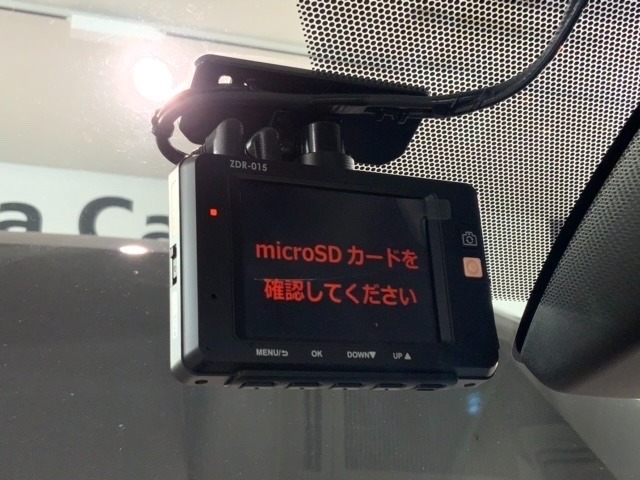 ZDR-015
microSD カードを
確認してください
MENU/⮌ OK DOWN▼ UP▲
a Ca